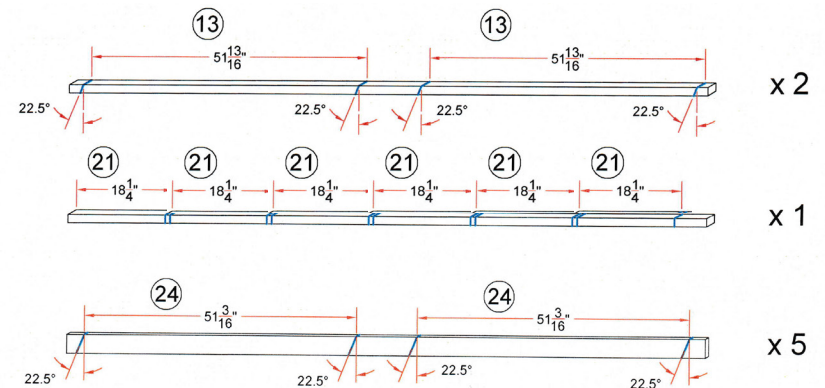 13 13
51 13/16" 51 13/16"
x 2
22.5° 22.5° 22.5° 22.5°
21 21 21 21 21 21
18 1/4" 18 1/4" 18 1/4" 18 1/4" 18 1/4" 18 1/4"
x 1
24 24
51 3/16" 51 3/16"
x 5
22.5° 22.5° 22.5° 22.5°